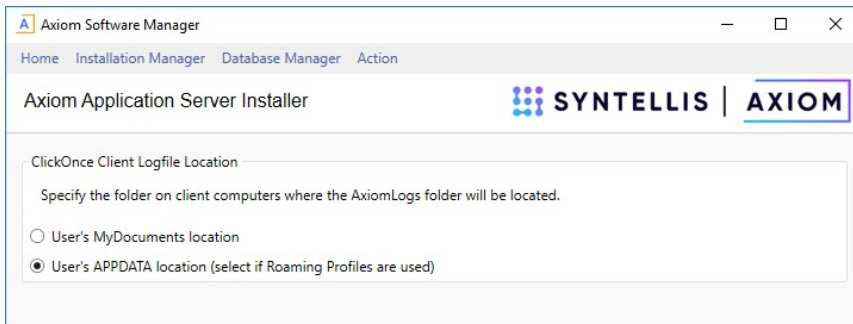 A Axiom Software Manager
Home Installation Manager Database Manager Action
Axiom Application Server Installer
SYNTELLIS | AXIOM
ClickOnce Client Logfile Location
Specify the folder on client computers where the AxiomLogs folder will be located.
User's MyDocuments location
User's APPDATA location (select if Roaming Profiles are used)